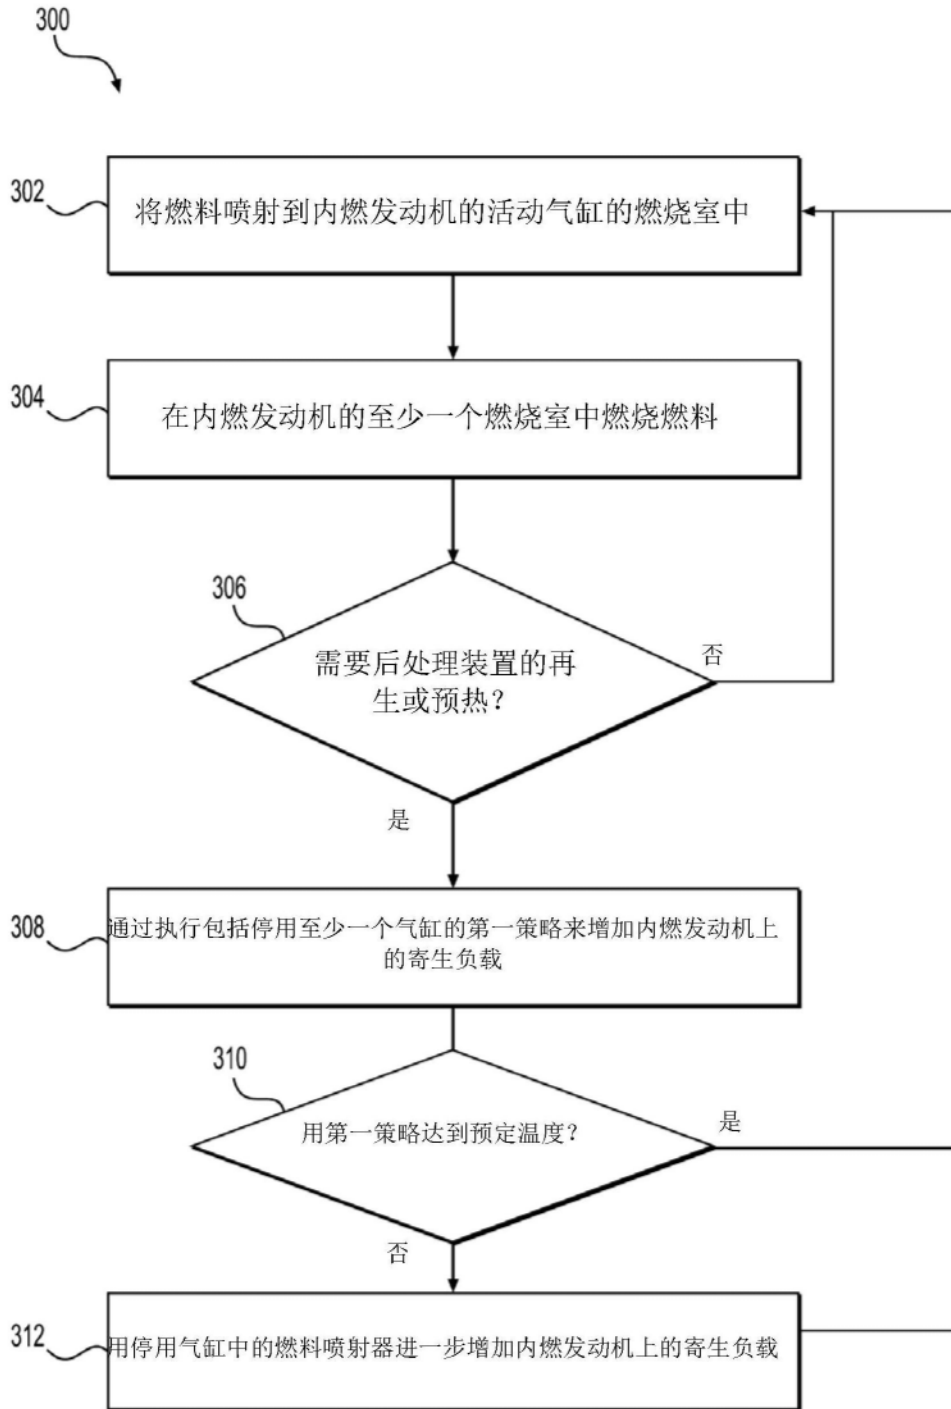 300
302
将燃料喷射到内燃发动机的活动气缸的燃烧室中
304
在内燃发动机的至少一个燃烧室中燃烧燃料
306
需要后处理装置的再
生或预热？
否
是
308
通过执行包括停用至少一个气缸的第一策略来增加内燃发动机上
的寄生负载
310
用第一策略达到预定温度？
是
否
312
用停用气缸中的燃料喷射器进一步增加内燃发动机上的寄生负载